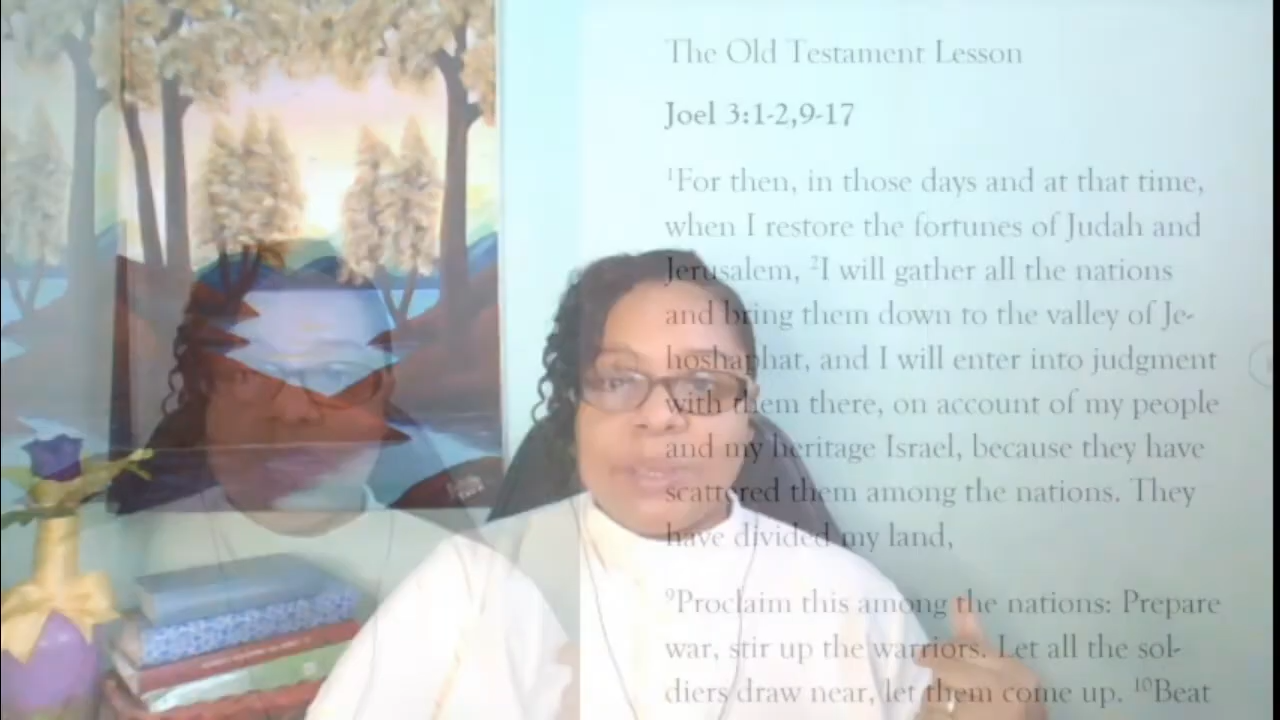 The Old Testament Lesson
Joel 3:1-2,9-17
¹For then, in those days and at that time,
when I restore the fortunes of Judah and
Jerusalem, ²I will gather all the nations
and bring them down to the valley of Je-
hoshaphat, and I will enter into judgment
with them there, on account of my people
and my heritage Israel, because they have
scattered them among the nations. They
have divided my land,
⁹Proclaim this among the nations: Prepare
war, stir up the warriors. Let all the sol-
diers draw near, let them come up. ¹⁰Beat